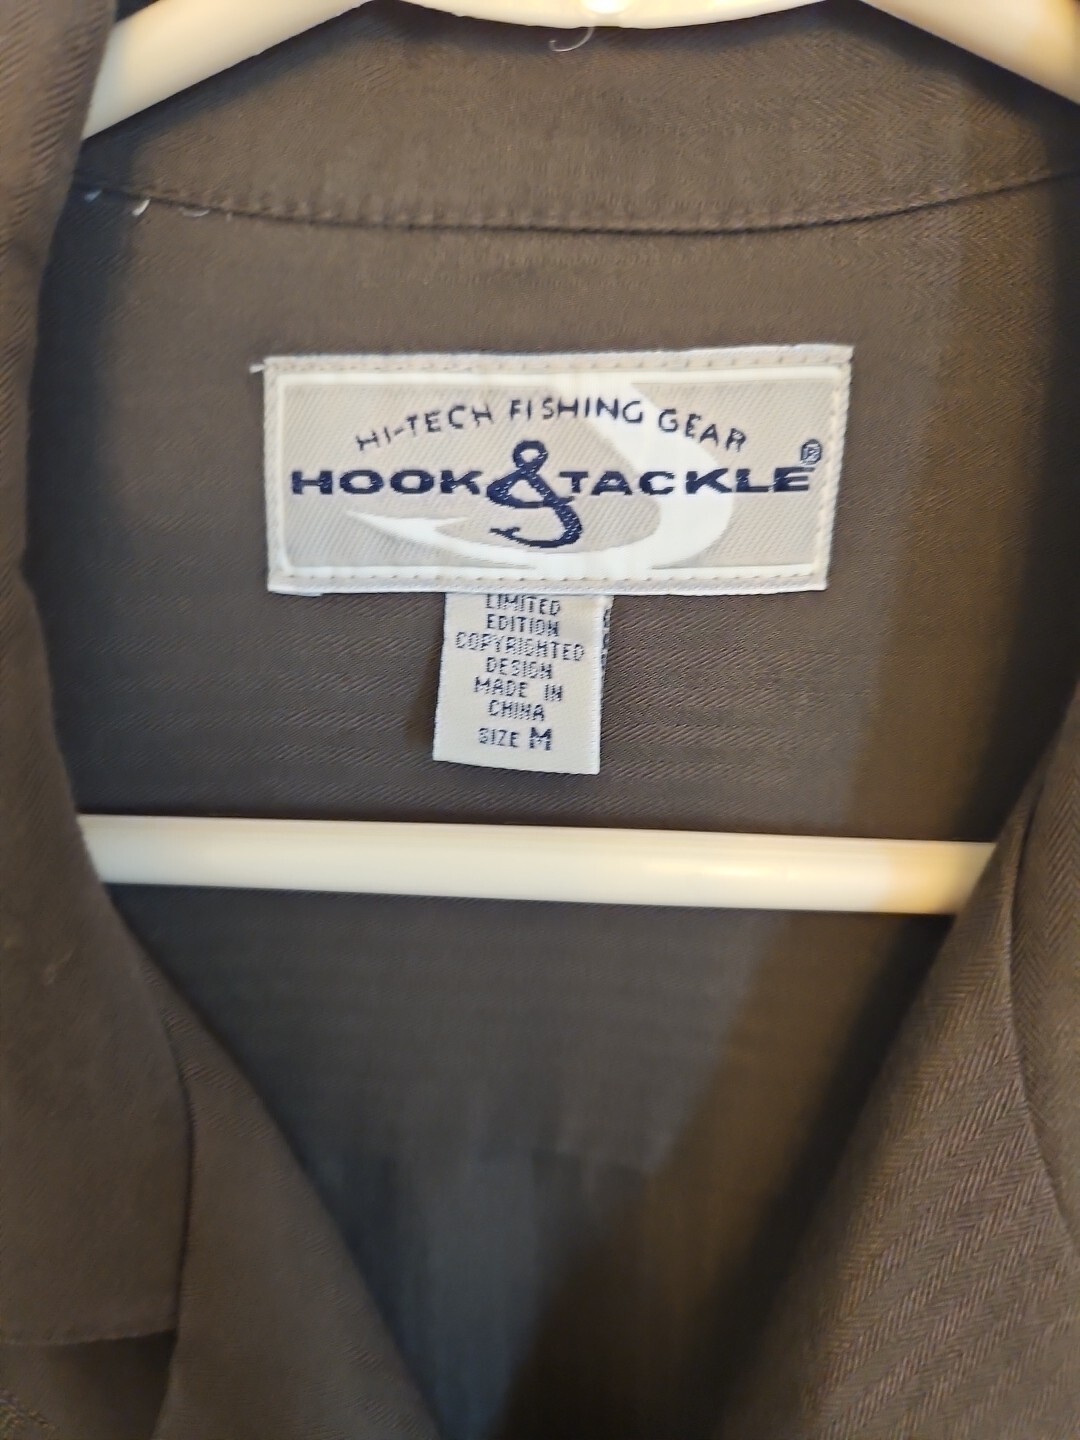 HI-TECH FISHING GEAR
HOOK & TACKLE®
LIMITED
EDITION
COPYRIGHTED
DESIGN
MADE IN
CHINA
SIZE M